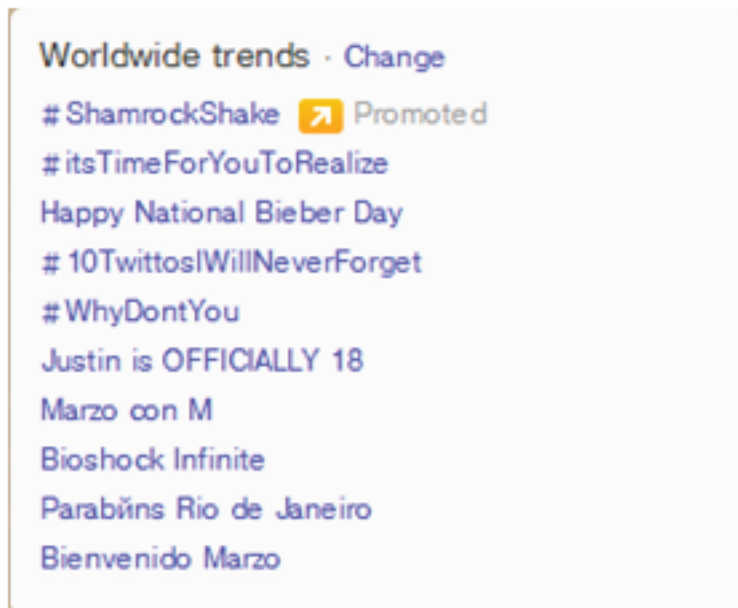 Worldwide trends · Change
#ShamrockShake Promoted
#itsTimeForYouToRealize
Happy National Bieber Day
#10TwittosIWillNeverForget
#WhyDontYou
Justin is OFFICIALLY 18
Marzo con M
Bioshock Infinite
Parabйns Rio de Janeiro
Bienvenido Marzo